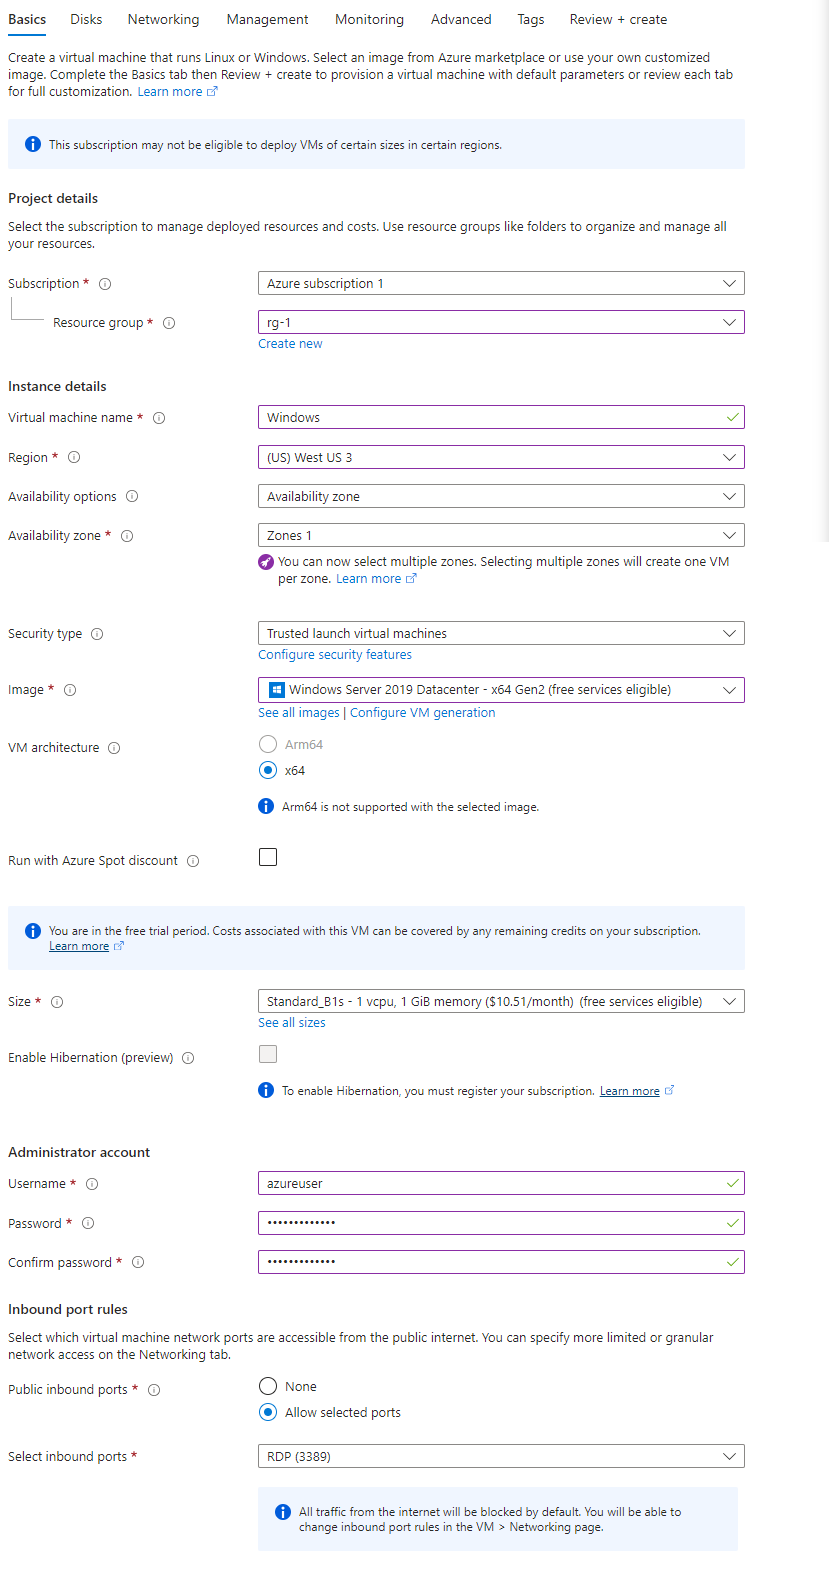 Basics Disks Networking Management Monitoring Advanced Tags Review + create
Create a virtual machine that runs Linux or Windows. Select an image from Azure marketplace or use your own customized
image. Complete the Basics tab then Review + create to provision a virtual machine with default parameters or review each tab
for full customization. Learn more
This subscription may not be eligible to deploy VMs of certain sizes in certain regions.
Project details
Select the subscription to manage deployed resources and costs. Use resource groups like folders to organize and manage all
your resources.
Subscription * Azure subscription 1
Resource group * rg-1
Create new
Instance details
Virtual machine name * Windows
Region * (US) West US 3
Availability options Availability zone
Availability zone * Zones 1
You can now select multiple zones. Selecting multiple zones will create one VM
per zone. Learn more
Security type Trusted launch virtual machines
Configure security features
Image * Windows Server 2019 Datacenter - x64 Gen2 (free services eligible)
See all images | Configure VM generation
VM architecture Arm64
x64
Arm64 is not supported with the selected image.
Run with Azure Spot discount
You are in the free trial period. Costs associated with this VM can be covered by any remaining credits on your subscription.
Learn more
Size * Standard_B1s - 1 vcpu, 1 GiB memory ($10.51/month) (free services eligible)
See all sizes
Enable Hibernation (preview)
To enable Hibernation, you must register your subscription. Learn more
Administrator account
Username * azureuser
Password * •••••••••••••
Confirm password * •••••••••••••
Inbound port rules
Select which virtual machine network ports are accessible from the public internet. You can specify more limited or granular
network access on the Networking tab.
Public inbound ports * None
Allow selected ports
Select inbound ports * RDP (3389)
All traffic from the internet will be blocked by default. You will be able to
change inbound port rules in the VM > Networking page.